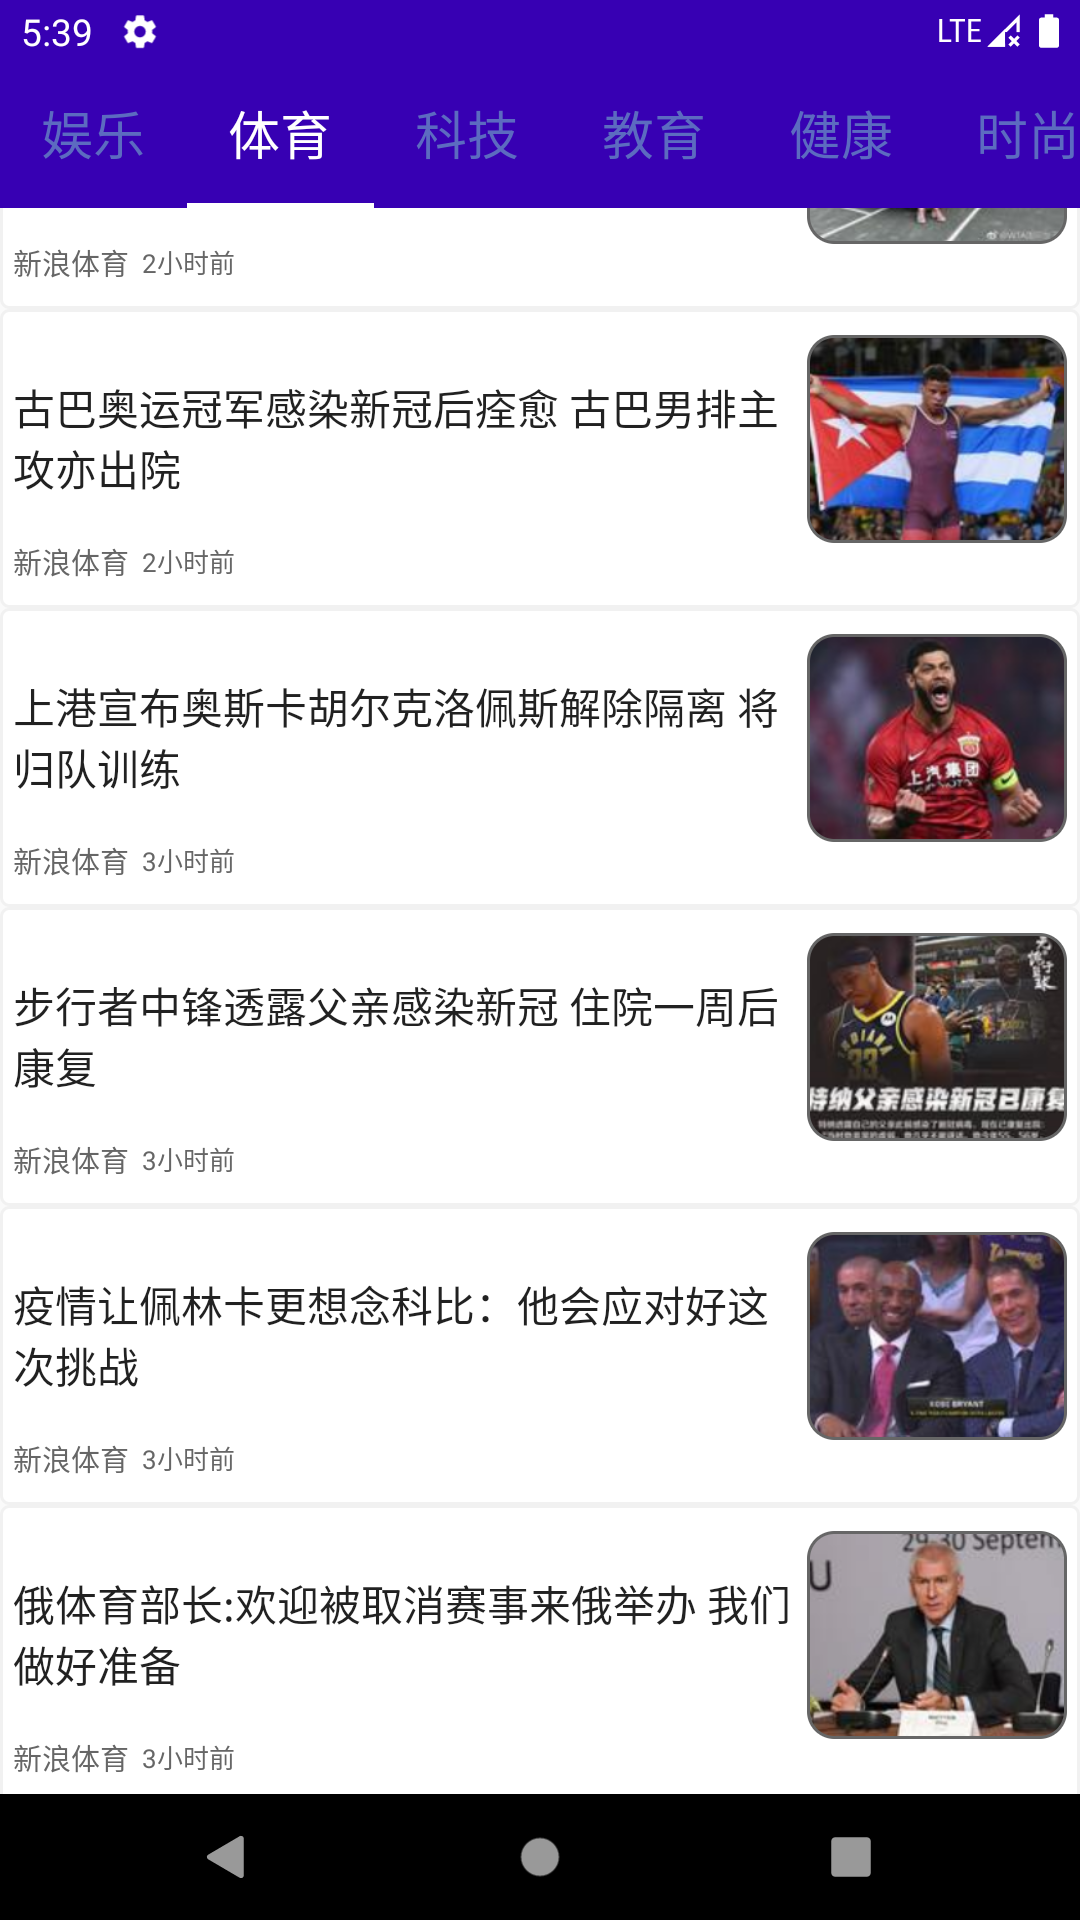 5:39 LTE
娱乐 体育 科技 教育 健康 时尚
新浪体育 2小时前
古巴奥运冠军感染新冠后痊愈 古巴男排主
攻亦出院
新浪体育 2小时前
上港宣布奥斯卡胡尔克洛佩斯解除隔离 将
归队训练
上汽集团
新浪体育 3小时前
步行者中锋透露父亲感染新冠 住院一周后
康复
INDIANA
33
特纳父亲感染新冠已康复
新浪体育 3小时前
疫情让佩林卡更想念科比：他会应对好这
次挑战
KOBE BRYANT
新浪体育 3小时前
29-30 Septem
U
俄体育部长:欢迎被取消赛事来俄举办 我们
做好准备
新浪体育 3小时前